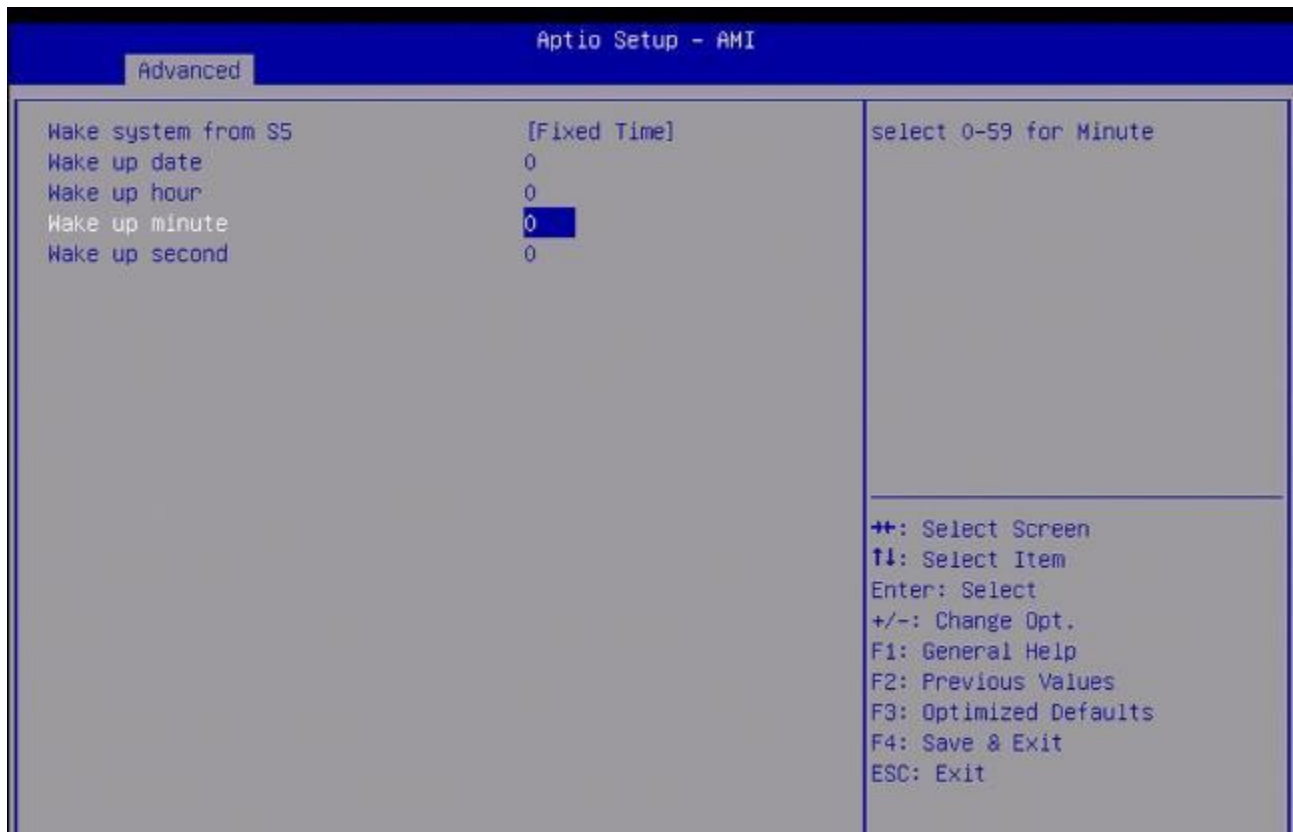 Aptio Setup – AMI
Advanced
Wake system from S5 [Fixed Time]
Wake up date 0
Wake up hour 0
Wake up minute 0
Wake up second 0
select 0-59 for Minute
→←: Select Screen
↑↓: Select Item
Enter: Select
+/-: Change Opt.
F1: General Help
F2: Previous Values
F3: Optimized Defaults
F4: Save & Exit
ESC: Exit